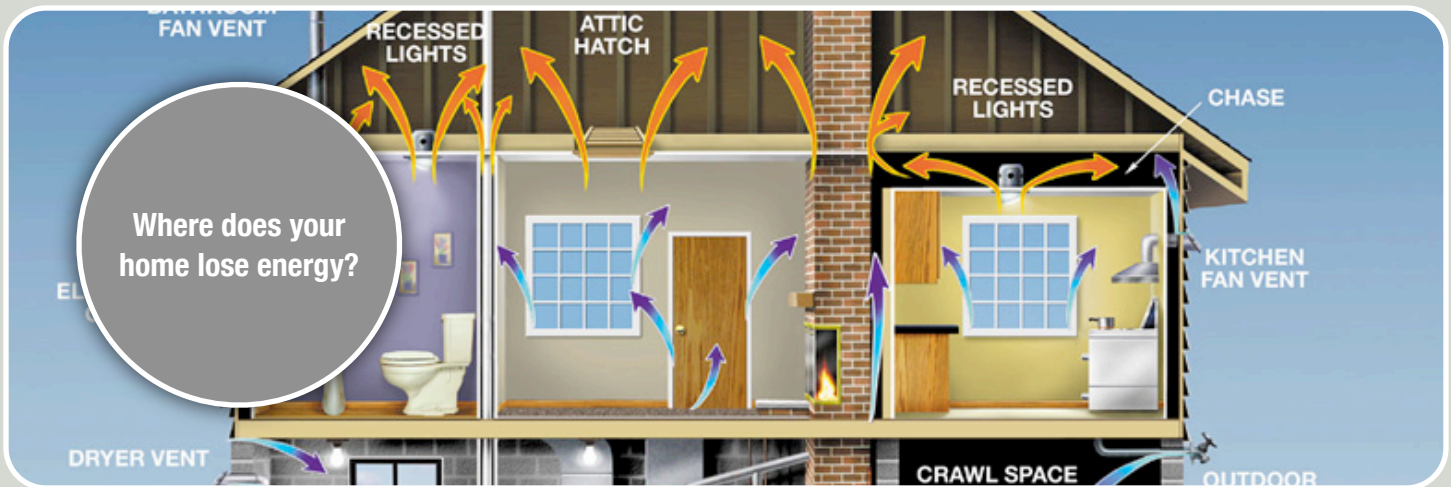 BATHROOM
FAN VENT
RECESSED
LIGHTS
ATTIC
HATCH
RECESSED
LIGHTS
CHASE
Where does your
home lose energy?
KITCHEN
FAN VENT
DRYER VENT
CRAWL SPACE
OUTDOOR